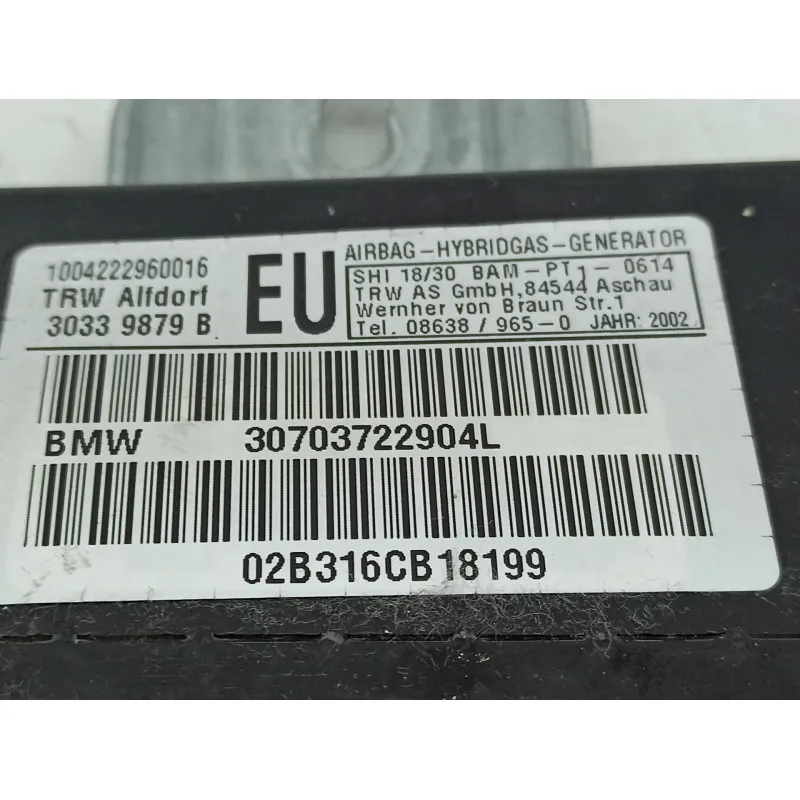 1004222960016
TRW Alfdorf
3033 9879 B
EU
AIRBAG-HYBRIDGAS-GENERATOR
SHI 18/30 BAM-PT1-0614
TRW AS GmbH,84544 Aschau
Wernher von Braun Str.1
Tel. 08638/965-0 JAHR: 2002
BMW 30703722904L
02B316CB18199